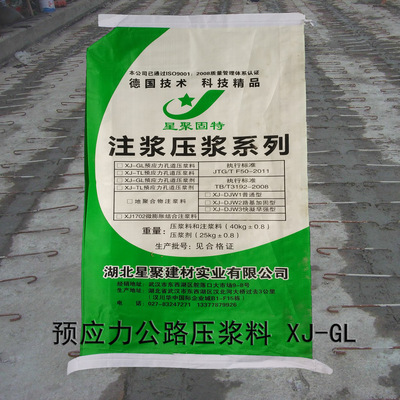 本公司已通过ISO9001：2008质量管理体系认证
德国技术 科技精品
星聚固特
注浆压浆系列
□XJ-GL预应力孔道压浆料 执行标准
□XJ-TL预应力孔道压浆料 JTG/T F50-2011
□XJ-GL预应力孔道压浆剂 执行标准
□XJ-TL预应力孔道压浆剂 TB/T3192-2008
□地聚合物注浆料 □XJ-DJW1普通型
□XJ-DJW2路基加固型
□XJ-DJW3快凝早强型
□XJ1702微膨胀结合注浆料
重量： 压浆料和注浆料（40kg±0.8）
压浆剂（25kg±0.8）
生产批号：见合格证
湖北星聚建材实业有限公司
预应力公路压浆料 XJ-GL